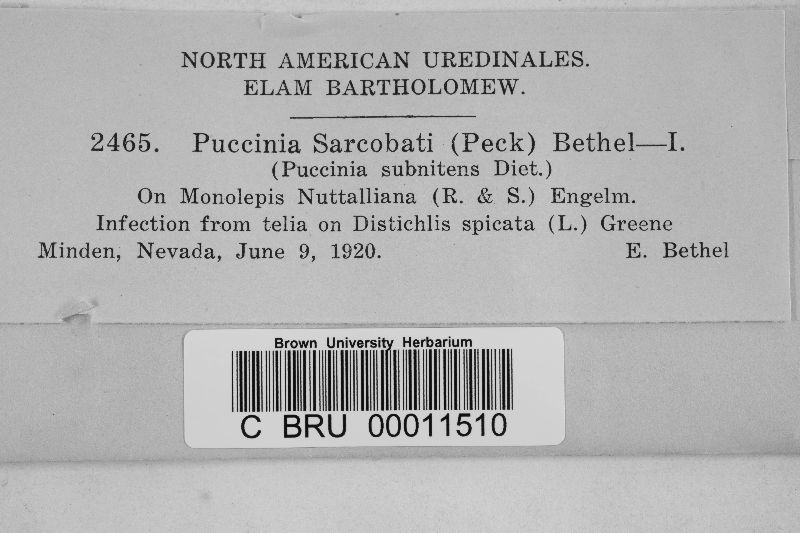 NORTH AMERICAN UREDINALES.
ELAM BARTHOLOMEW.
2465. Puccinia Sarcobati (Peck) Bethel—I.
(Puccinia subnitens Diet.)
On Monolepis Nuttalliana (R. & S.) Engelm.
Infection from telia on Distichlis spicata (L.) Greene
Minden, Nevada, June 9, 1920. E. Bethel
Brown University Herbarium
C BRU 00011510